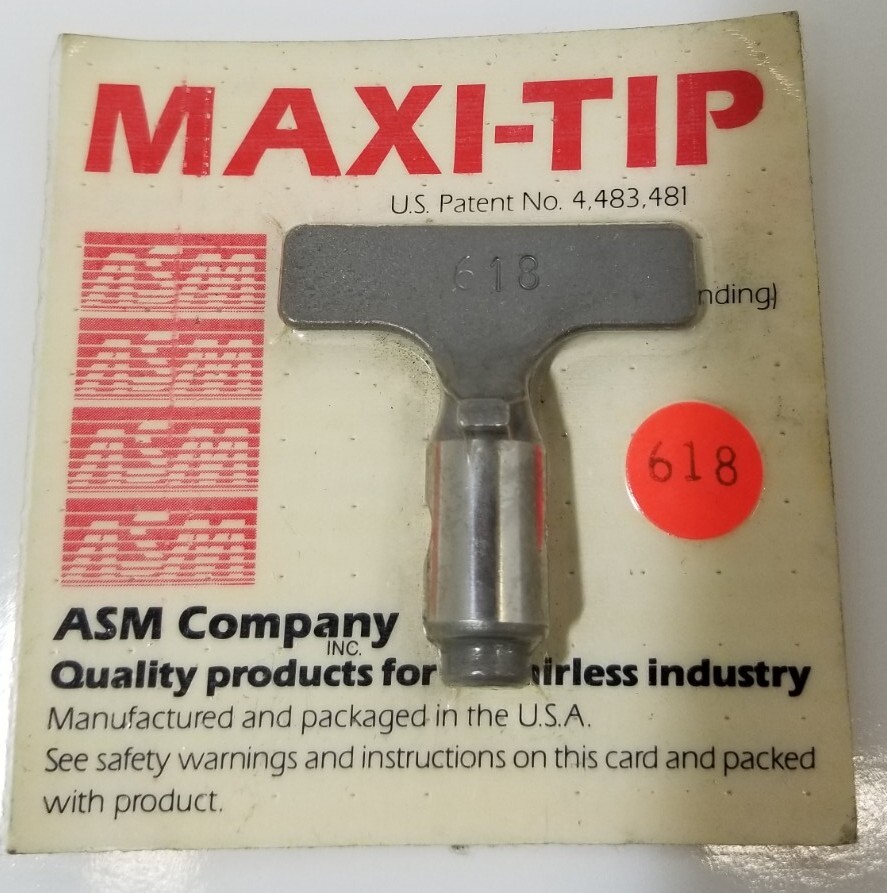 MAXI-TIP
U.S. Patent No. 4,483,481
ASM
618
nding)
ASM
ASM
618
ASM
ASM Company
INC.
Quality products for airless industry
Manufactured and packaged in the U.S.A.
See safety warnings and instructions on this card and packed
with product.